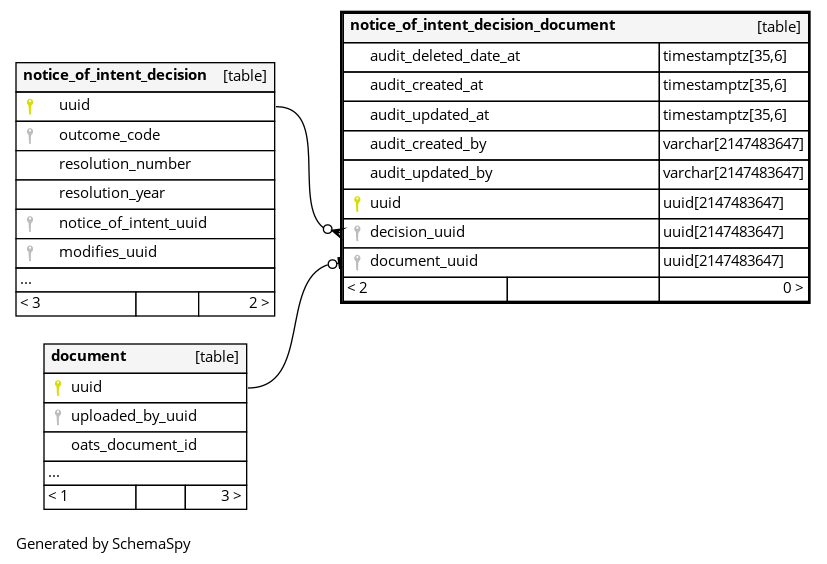 notice_of_intent_decision [table]
uuid
outcome_code
resolution_number
resolution_year
notice_of_intent_uuid
modifies_uuid
...
< 3 2 >
document [table]
uuid
uploaded_by_uuid
oats_document_id
...
< 1 3 >
notice_of_intent_decision_document [table]
audit_deleted_date_at timestamptz[35,6]
audit_created_at timestamptz[35,6]
audit_updated_at timestamptz[35,6]
audit_created_by varchar[2147483647]
audit_updated_by varchar[2147483647]
uuid uuid[2147483647]
decision_uuid uuid[2147483647]
document_uuid uuid[2147483647]
< 2 0 >
Generated by SchemaSpy